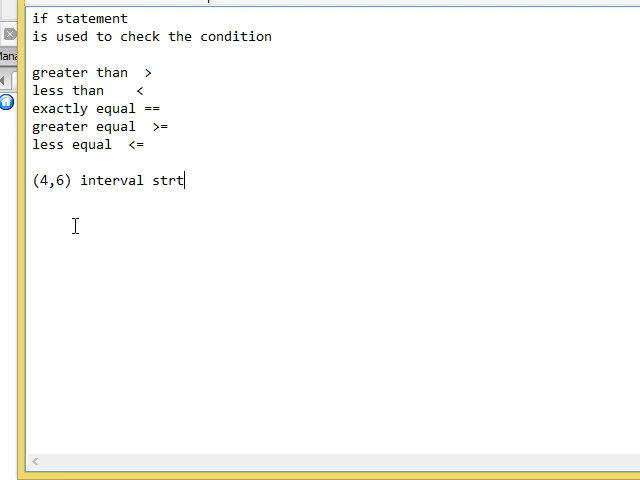 if statement
is used to check the condition
greater than >
less than <
exactly equal ==
greater equal >=
less equal <=
(4,6) interval strt